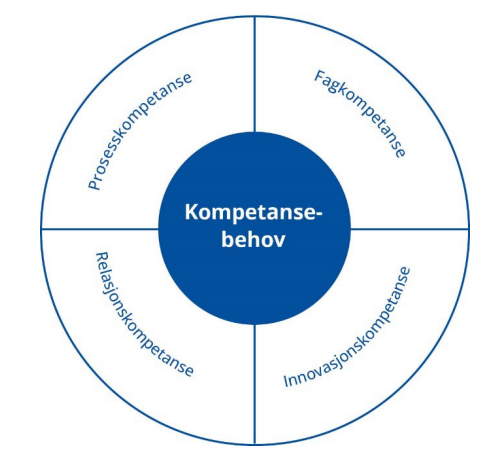 Prosesskompetanse
Fagkompetanse
Kompetanse-
behov
Relasjonskompetanse
Innovasjonskompetanse